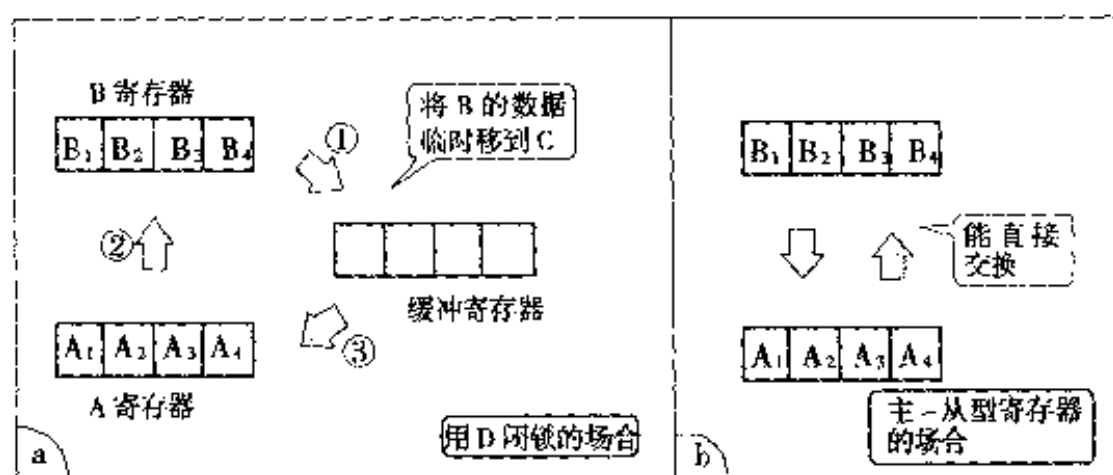 B 寄存器
B₁ B₂ B₃ B₄
①
将 B 的数据
临时移到 C
②
缓冲寄存器
③
A₁ A₂ A₃ A₄
A 寄存器
用 D 闭锁的场合
a
B₁ B₂ B₃ B₄
能直接
交换
A₁ A₂ A₃ A₄
主-从型寄存器
的场合
b